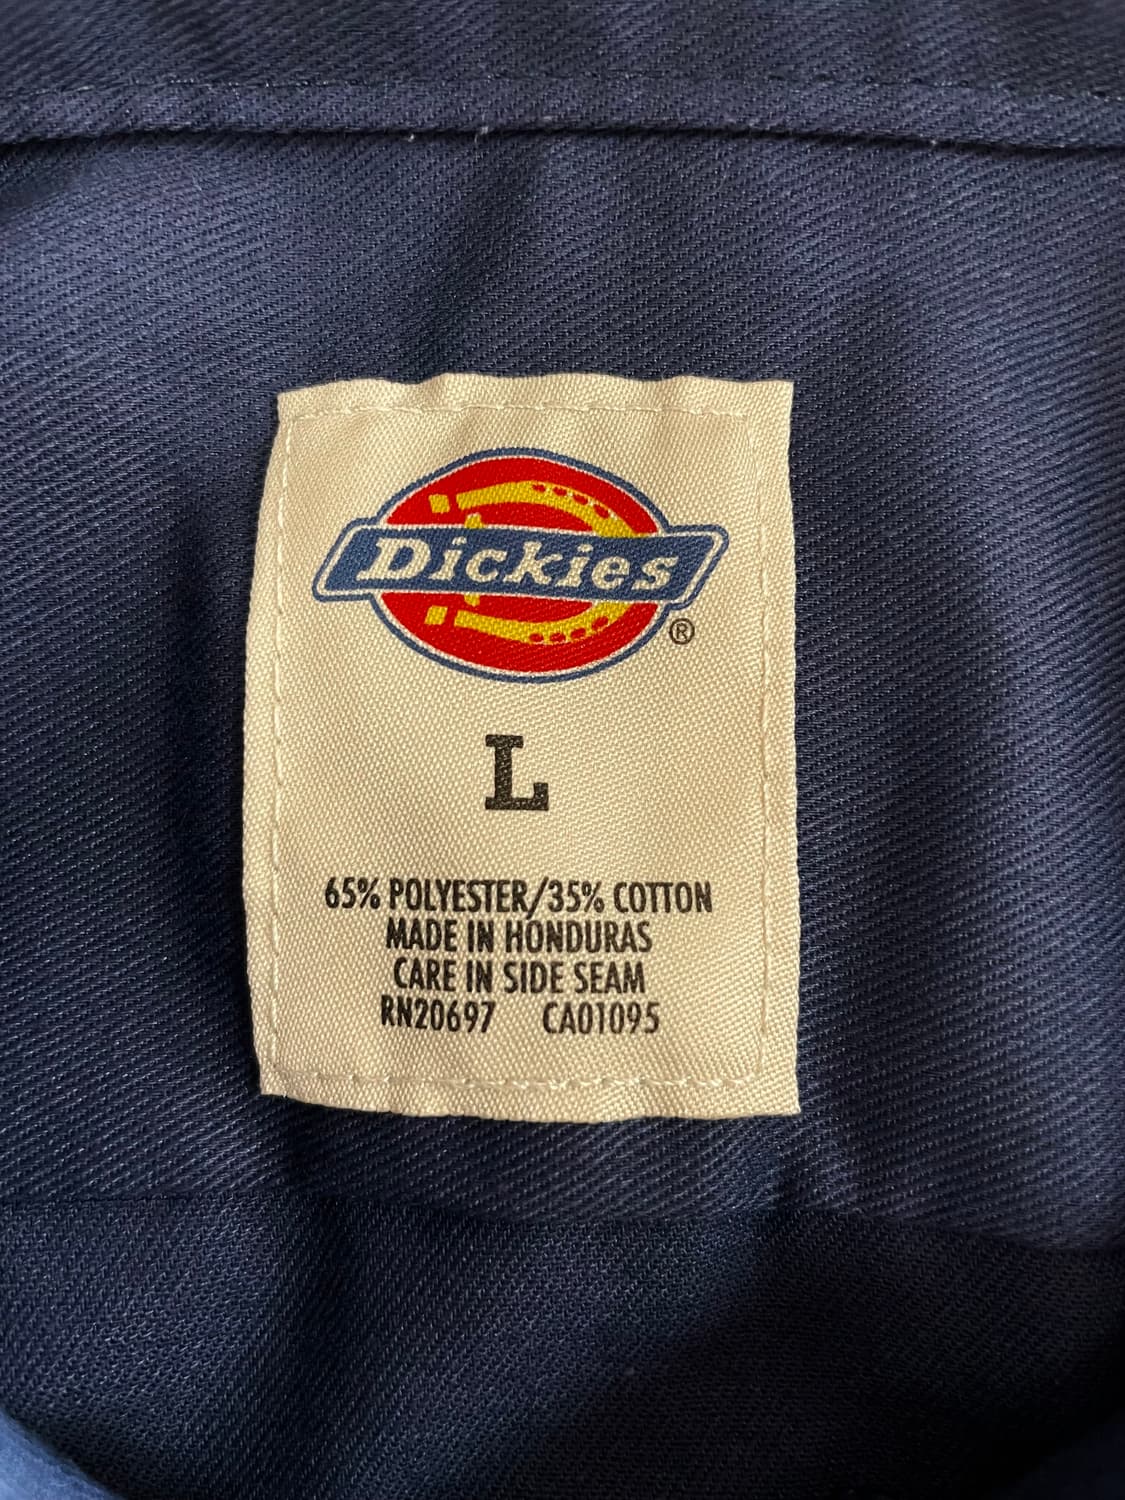 Dickies
®
L
65% POLYESTER/35% COTTON
MADE IN HONDURAS
CARE IN SIDE SEAM
RN20697 CA01095